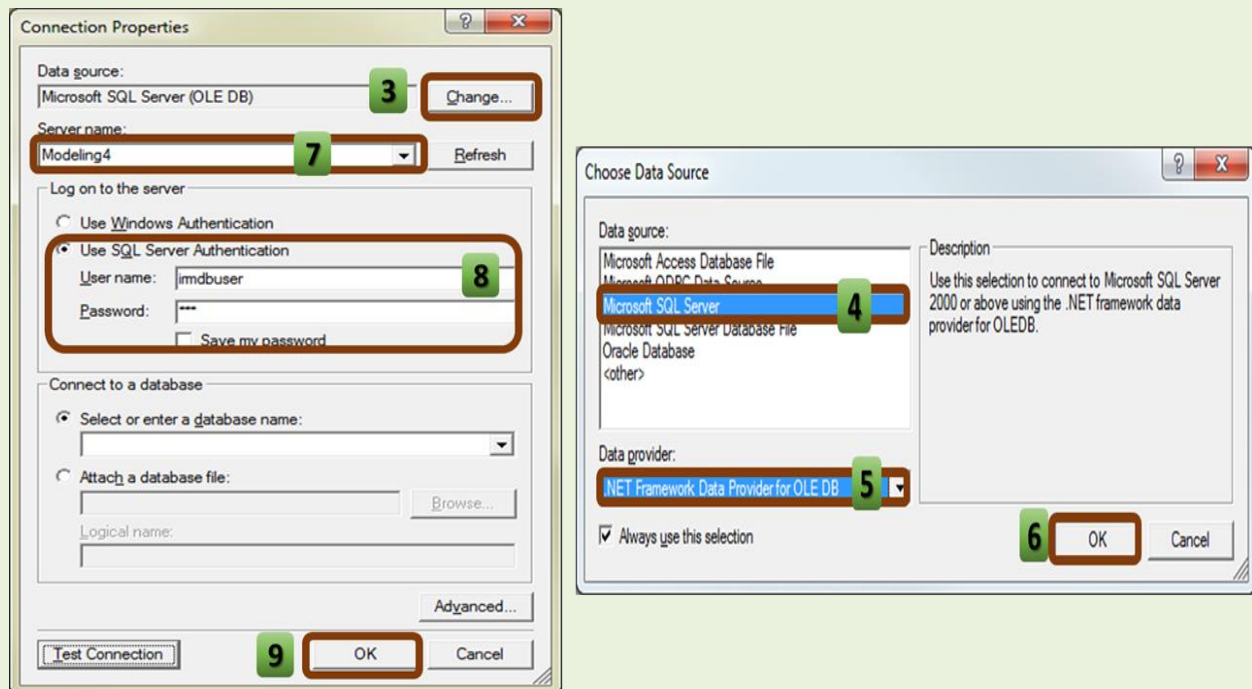 Connection Properties
Data source:
Microsoft SQL Server (OLE DB)
3
Change...
Server name:
Modeling4
7
Refresh
Log on to the server
Use Windows Authentication
Use SQL Server Authentication
User name: imdbuser
8
Password: ***
Save my password
Connect to a database
Select or enter a database name:
Attach a database file:
Browse...
Logical name:
Advanced...
Test Connection
9
OK
Cancel
Choose Data Source
Data source:
Microsoft Access Database File
Microsoft ODBC Data Source
Microsoft SQL Server
4
Microsoft SQL Server Database File
Oracle Database
<other>
Description
Use this selection to connect to Microsoft SQL Server
2000 or above using the .NET framework data
provider for OLEDB.
Data provider:
.NET Framework Data Provider for OLE DB
5
Always use this selection
6
OK
Cancel